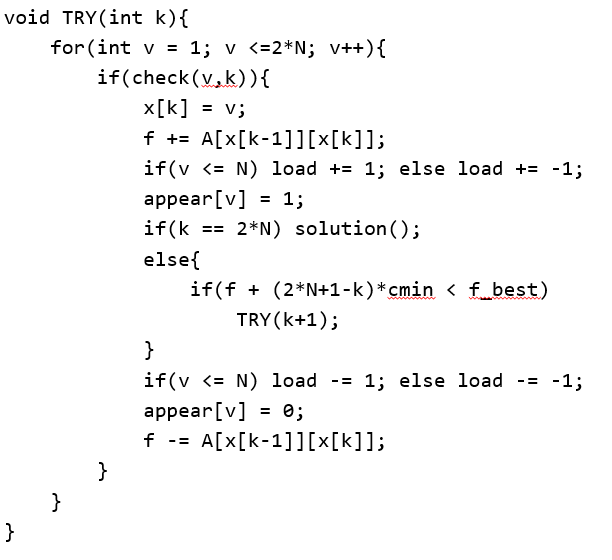 void TRY(int k){
    for(int v = 1; v <=2*N; v++){
        if(check(v,k)){
            x[k] = v;
            f += A[x[k-1]][x[k]];
            if(v <= N) load += 1; else load += -1;
            appear[v] = 1;
            if(k == 2*N) solution();
            else{
                if(f + (2*N+1-k)*cmin < f_best)
                    TRY(k+1);
            }
            if(v <= N) load -= 1; else load -= -1;
            appear[v] = 0;
            f -= A[x[k-1]][x[k]];
        }
    }
}